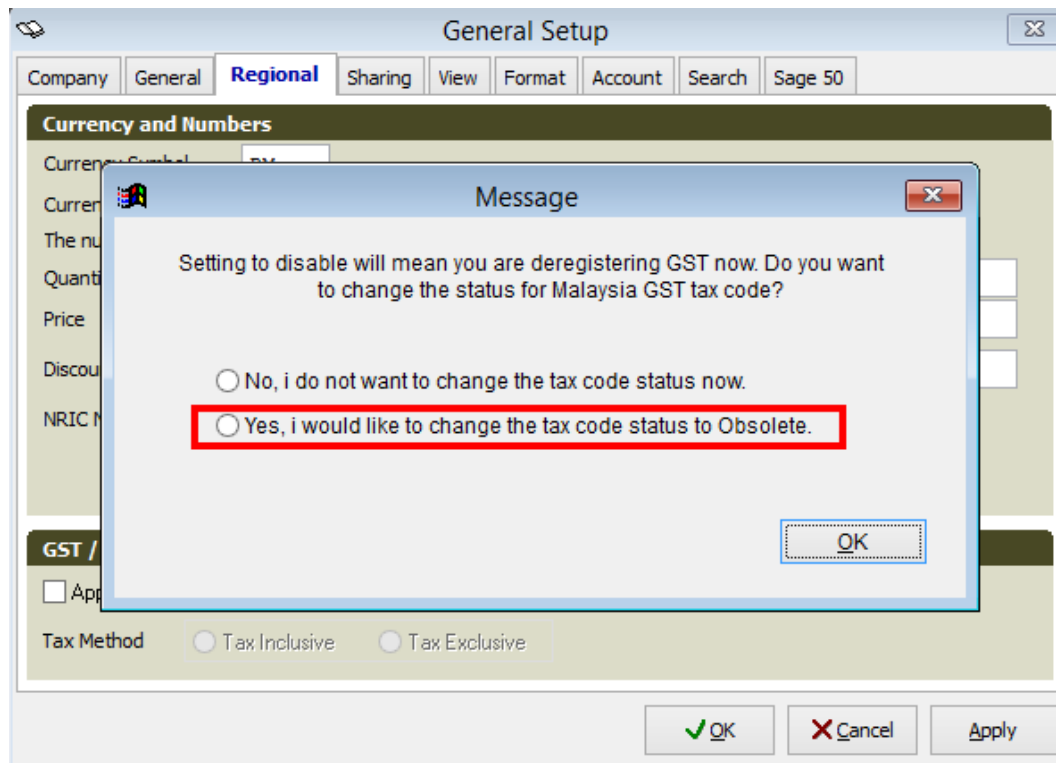 General Setup
Company General Regional Sharing View Format Account Search Sage 50
Currency and Numbers
Message
The
Price
Setting to disable will mean you are deregistering GST now. Do you want
to change the status for Malaysia GST tax code?
No, i do not want to change the tax code status now.
Yes, i would like to change the tax code status to Obsolete.
OK
NRIC
GST /
Tax Method Tax Inclusive Tax Exclusive
OK Cancel Apply